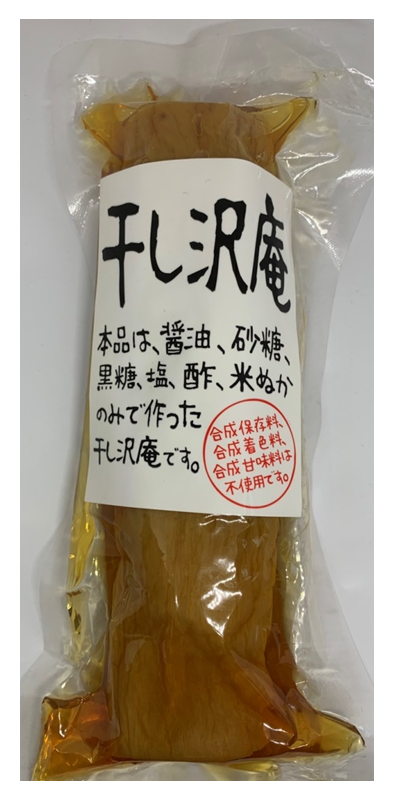 干し沢庵
本品は、醤油、砂糖、
黒糖、塩、酢、米ぬか
のみで作った
干し沢庵です。
合成保存料、
合成着色料、
合成甘味料は
不使用です。